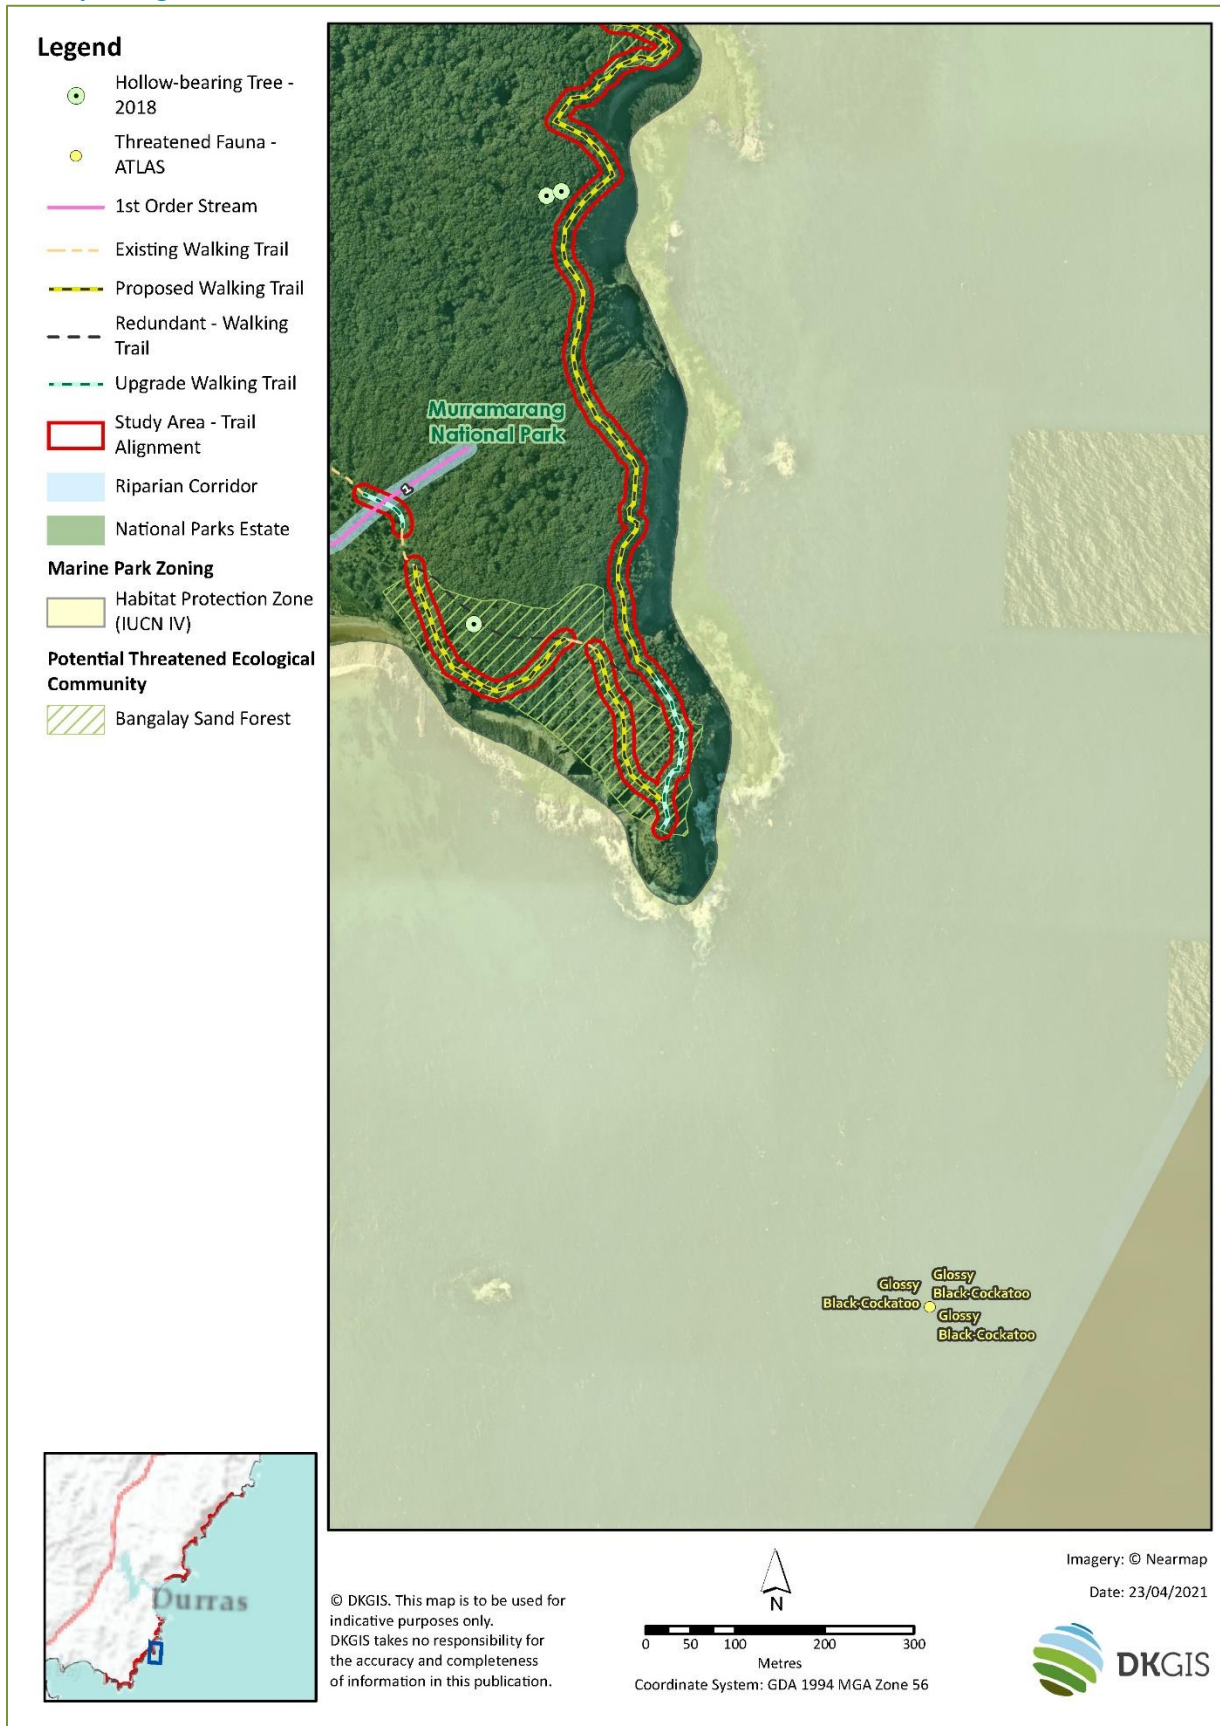 Legend
Hollow-bearing Tree -
2018
Threatened Fauna -
ATLAS
1st Order Stream
Existing Walking Trail
Proposed Walking Trail
Redundant - Walking
Trail
Upgrade Walking Trail
Study Area - Trail
Alignment
Riparian Corridor
National Parks Estate
Marine Park Zoning
Habitat Protection Zone
(IUCN IV)
Potential Threatened Ecological
Community
Bangalay Sand Forest
Murramarang
National Park
1
Glossy
Black-Cockatoo
Glossy
Black-Cockatoo
Glossy
Black-Cockatoo
Durras
© DKGIS. This map is to be used for
indicative purposes only.
DKGIS takes no responsibility for
the accuracy and completeness
of information in this publication.
N
0 50 100 200 300
Metres
Coordinate System: GDA 1994 MGA Zone 56
Imagery: © Nearmap
Date: 23/04/2021
DKGIS